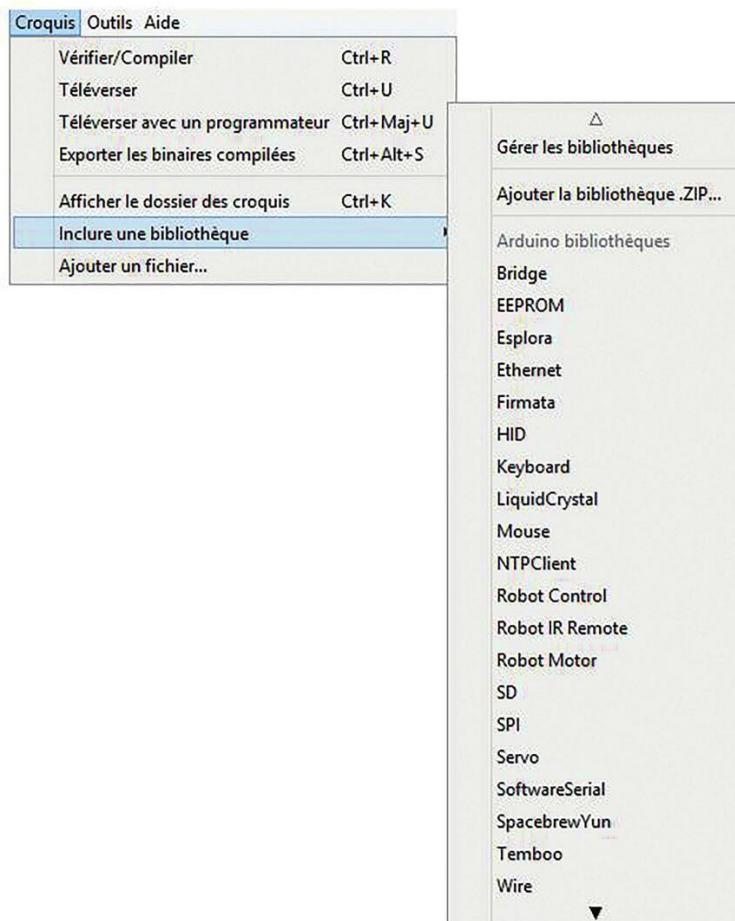 Croquis Outils Aide
Vérifier/Compiler Ctrl+R
Téléverser Ctrl+U
Téléverser avec un programmateur Ctrl+Maj+U
Exporter les binaires compilées Ctrl+Alt+S
Afficher le dossier des croquis Ctrl+K
Inclure une bibliothèque
Ajouter un fichier...
Gérer les bibliothèques
Ajouter la bibliothèque .ZIP...
Arduino bibliothèques
Bridge
EEPROM
Esplora
Ethernet
Firmata
HID
Keyboard
LiquidCrystal
Mouse
NTPClient
Robot Control
Robot IR Remote
Robot Motor
SD
SPI
Servo
SoftwareSerial
SpacebrewYun
Temboo
Wire